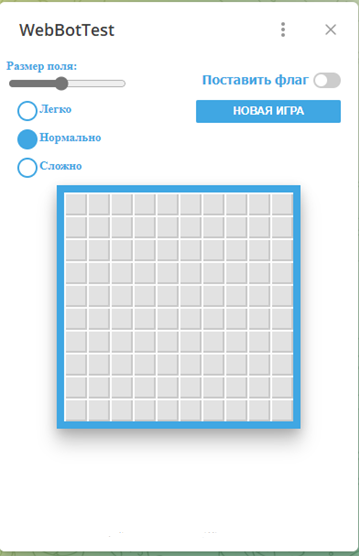 WebBotTest
Размер поля:
Поставить флаг
Легко
НОВАЯ ИГРА
Нормально
Сложно